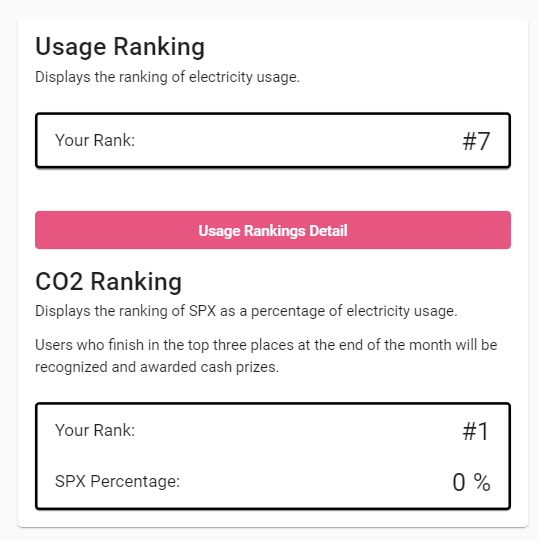 Usage Ranking
Displays the ranking of electricity usage.
Your Rank: #7
Usage Rankings Detail
CO2 Ranking
Displays the ranking of SPX as a percentage of electricity usage.
Users who finish in the top three places at the end of the month will be
recognized and awarded cash prizes.
Your Rank: #1
SPX Percentage: 0 %